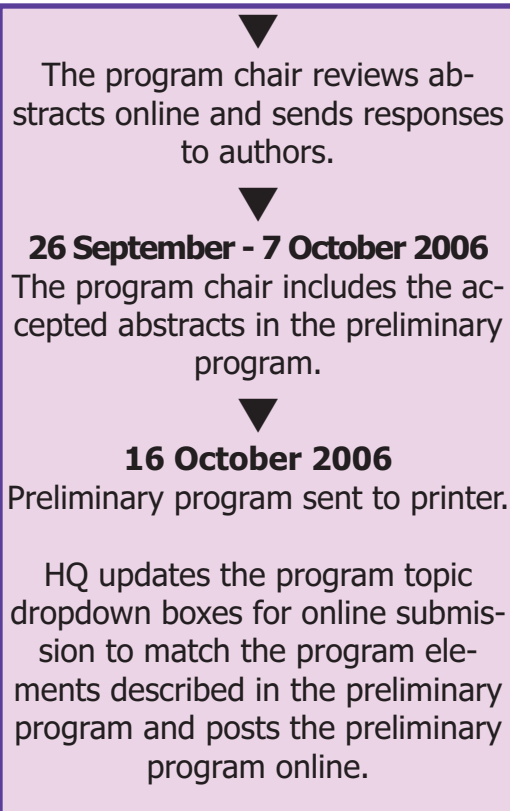 The program chair reviews ab-
stracts online and sends responses
to authors.
26 September - 7 October 2006
The program chair includes the ac-
cepted abstracts in the preliminary
program.
16 October 2006
Preliminary program sent to printer.
HQ updates the program topic
dropdown boxes for online submis-
sion to match the program ele-
ments described in the preliminary
program and posts the preliminary
program online.